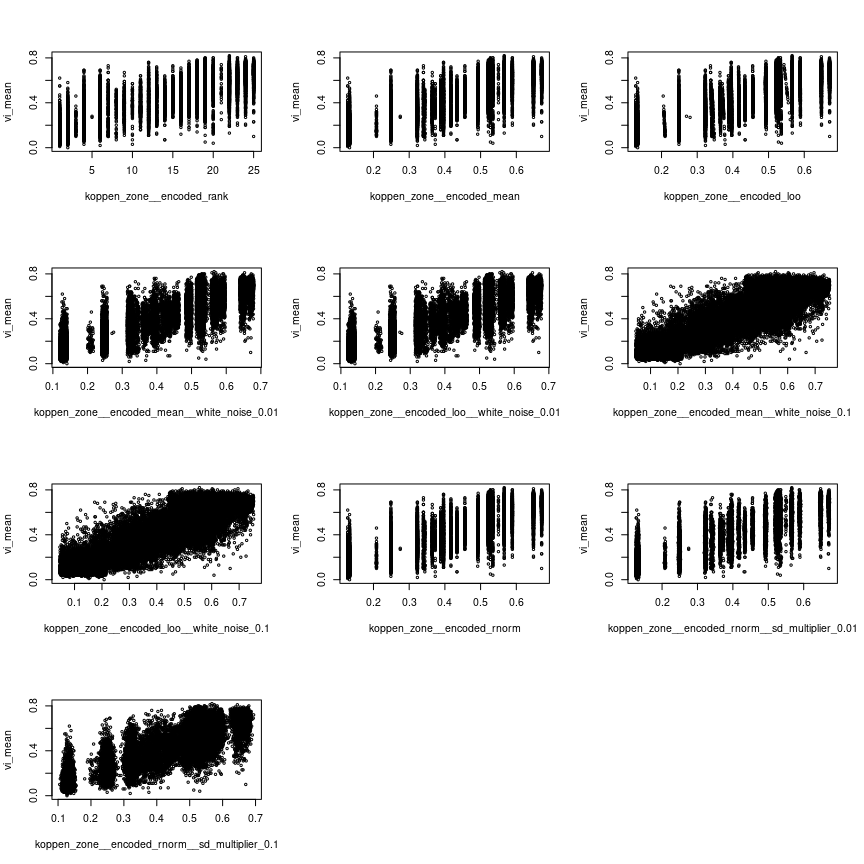 vi_mean
0.0 0.4 0.8
5 10 15 20 25
koppen_zone__encoded_rank
vi_mean
0.0 0.4 0.8
0.2 0.3 0.4 0.5 0.6
koppen_zone__encoded_mean
vi_mean
0.0 0.4 0.8
0.2 0.3 0.4 0.5 0.6
koppen_zone__encoded_loo
vi_mean
0.0 0.4 0.8
0.1 0.2 0.3 0.4 0.5 0.6 0.7
koppen_zone__encoded_mean__white_noise_0.01
vi_mean
0.0 0.4 0.8
0.1 0.2 0.3 0.4 0.5 0.6 0.7
koppen_zone__encoded_loo__white_noise_0.01
vi_mean
0.0 0.4 0.8
0.1 0.2 0.3 0.4 0.5 0.6 0.7
koppen_zone__encoded_mean__white_noise_0.1
vi_mean
0.0 0.4 0.8
0.1 0.2 0.3 0.4 0.5 0.6 0.7
koppen_zone__encoded_loo__white_noise_0.1
vi_mean
0.0 0.4 0.8
0.2 0.3 0.4 0.5 0.6
koppen_zone__encoded_rnorm
vi_mean
0.0 0.4 0.8
0.2 0.3 0.4 0.5 0.6
koppen_zone__encoded_rnorm__sd_multiplier_0.01
vi_mean
0.0 0.4 0.8
0.1 0.2 0.3 0.4 0.5 0.6 0.7
koppen_zone__encoded_rnorm__sd_multiplier_0.1